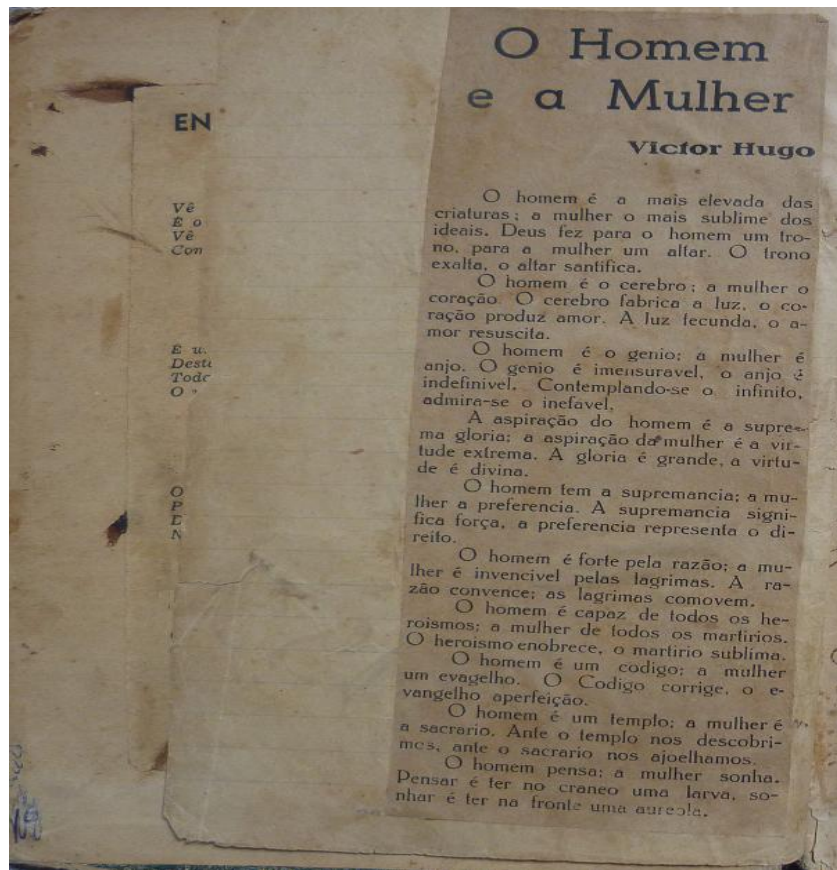 O Homem
e a Mulher
Victor Hugo
O homem é a mais elevada das
criaturas; a mulher o mais sublime dos
ideais. Deus fez para o homem um tro-
no, para a mulher um altar. O trono
exalta, o altar santifica.
O homem é o cerebro; a mulher o
coração. O cerebro fabrica a luz, o co-
ração produz amor. A luz fecunda, o a-
mor resuscita.
O homem é o genio; a mulher é
anjo. O genio é imensuravel, o anjo é
indefinivel. Contemplando-se o infinito,
admira-se o inefavel,
A aspiração do homem é a supre-
ma gloria; a aspiração da mulher é a vir-
tude extrema. A gloria é grande, a virtu-
de é divina.
O homem tem a supremancia; a mu-
lher a preferencia. A supremancia signi-
fica força, a preferencia representa o di-
reito.
O homem é forte pela razão; a mu-
lher é invencivel pelas lagrimas. A ra-
zão convence; as lagrimas comovem.
O homem é capaz de todos os he-
roismos; a mulher de todos os martirios.
O heroismo enobrece, o martirio sublima.
O homem é um codigo; a mulher
um evagelho. O Codigo corrige, o e-
vangelho aperfeição.
O homem é um templo; a mulher é
a sacrario. Ante o templo nos descobri-
mos, ante o sacrario nos ajoelhamos.
O homem pensa; a mulher sonha.
Pensar é ter no craneo uma larva, so-
nhar é ter na fronte uma aureola.
EN
Vê
E o
Vê
Con
E u
Desti
Todo
O
O
P
D
N